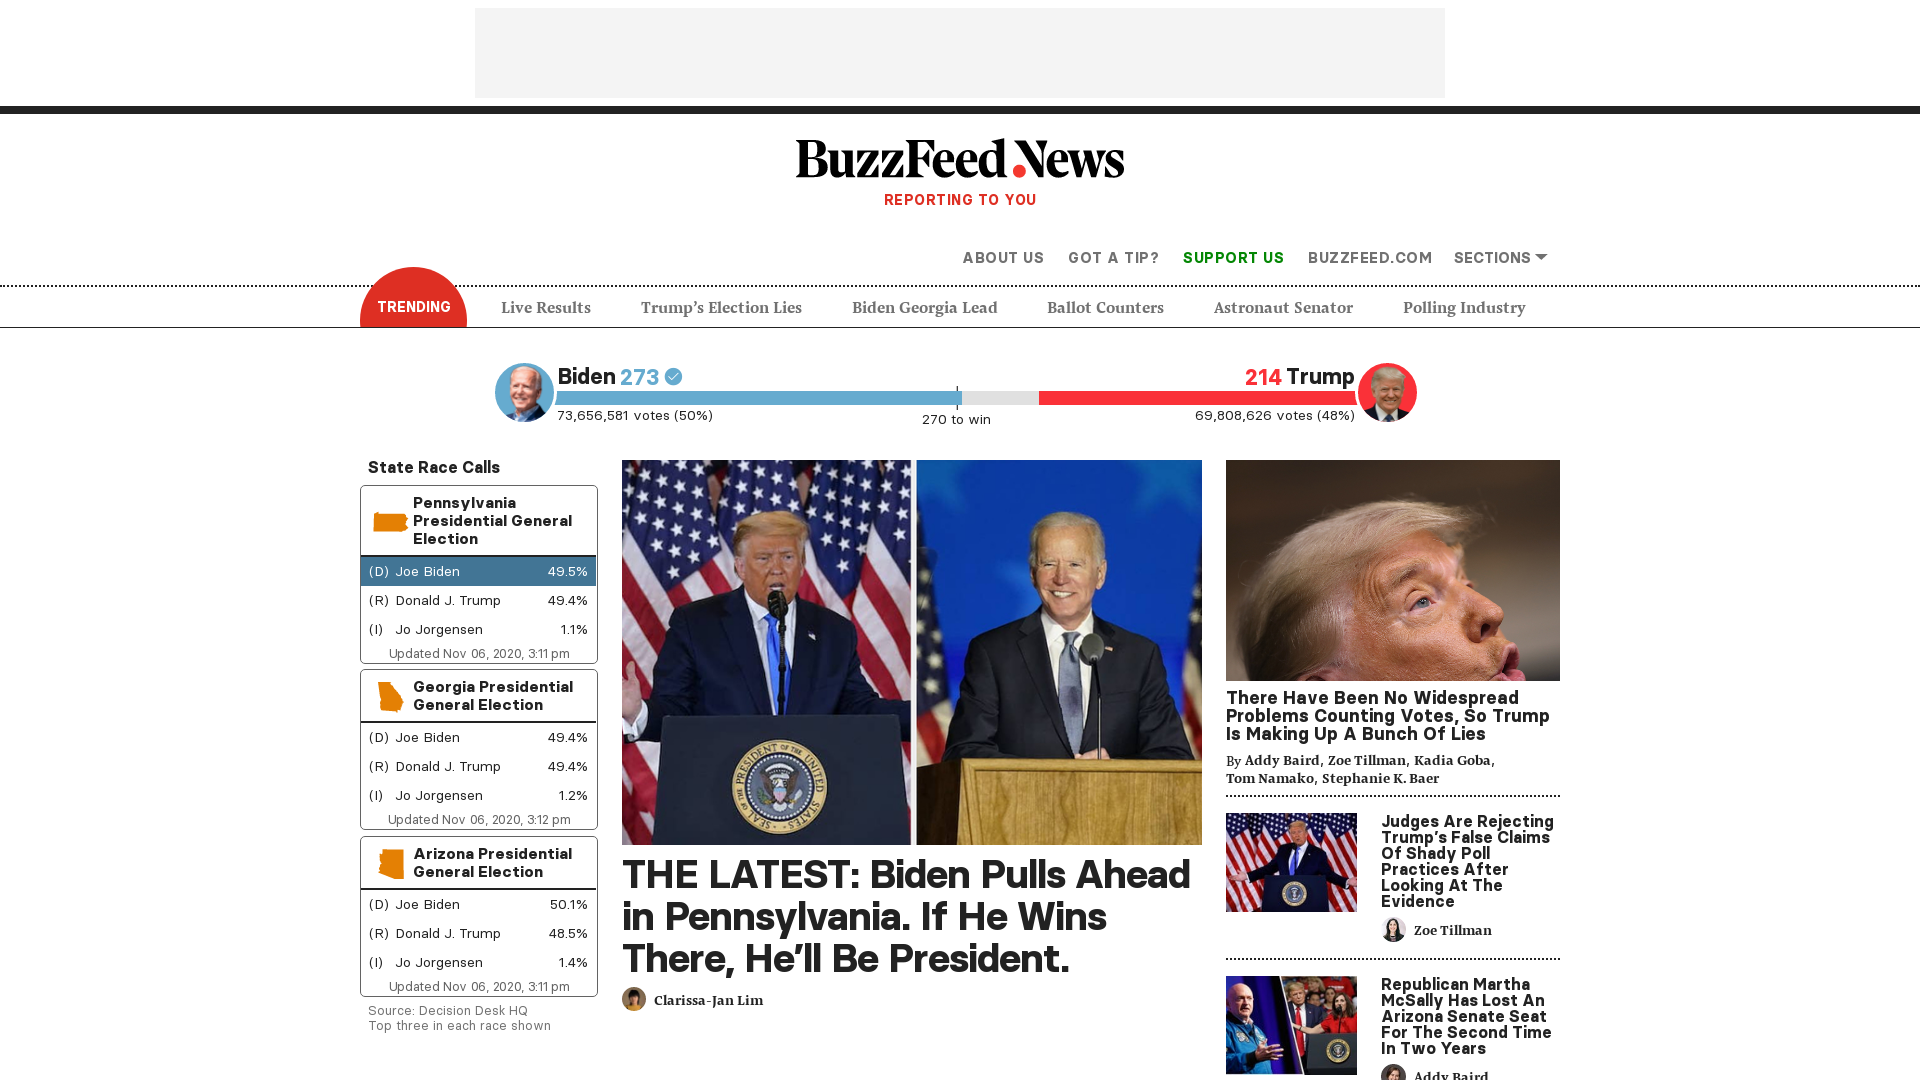 BuzzFeed News
REPORTING TO YOU
ABOUT US
GOT A TIP?
SUPPORT US
BUZZFEED.COM
SECTIONS
TRENDING
Live Results
Trump’s Election Lies
Biden Georgia Lead
Ballot Counters
Astronaut Senator
Polling Industry
Biden 273
214 Trump
73,656,581 votes (50%)
270 to win
69,808,626 votes (48%)
State Race Calls
Pennsylvania
Presidential General
Election
(D) Joe Biden 49.5%
(R) Donald J. Trump 49.4%
(I) Jo Jorgensen 1.1%
Updated Nov 06, 2020, 3:11 pm
Georgia Presidential
General Election
(D) Joe Biden 49.4%
(R) Donald J. Trump 49.4%
(I) Jo Jorgensen 1.2%
Updated Nov 06, 2020, 3:12 pm
Arizona Presidential
General Election
(D) Joe Biden 50.1%
(R) Donald J. Trump 48.5%
(I) Jo Jorgensen 1.4%
Updated Nov 06, 2020, 3:11 pm
Source: Decision Desk HQ
Top three in each race shown
PRESIDENT OF THE UNITED STATES
THE LATEST: Biden Pulls Ahead
in Pennsylvania. If He Wins
There, He’ll Be President.
Clarissa-Jan Lim
There Have Been No Widespread
Problems Counting Votes, So Trump
Is Making Up A Bunch Of Lies
By Addy Baird, Zoe Tillman, Kadia Goba,
Tom Namako, Stephanie K. Baer
Judges Are Rejecting
Trump’s False Claims
Of Shady Poll
Practices After
Looking At The
Evidence
Zoe Tillman
Republican Martha
McSally Has Lost An
Arizona Senate Seat
For The Second Time
In Two Years
Addy Baird